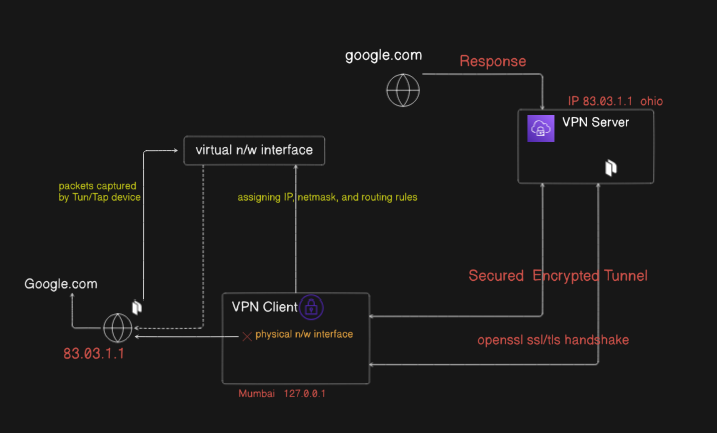 google.com
Response
IP 83.03.1.1 ohio
VPN Server
virtual n/w interface
packets captured
by Tun/Tap device
assigning IP, netmask, and routing rules
Secured Encrypted Tunnel
Google.com
VPN Client
physical n/w interface
83.03.1.1
openssl ssl/tls handshake
Mumbai 127.0.0.1